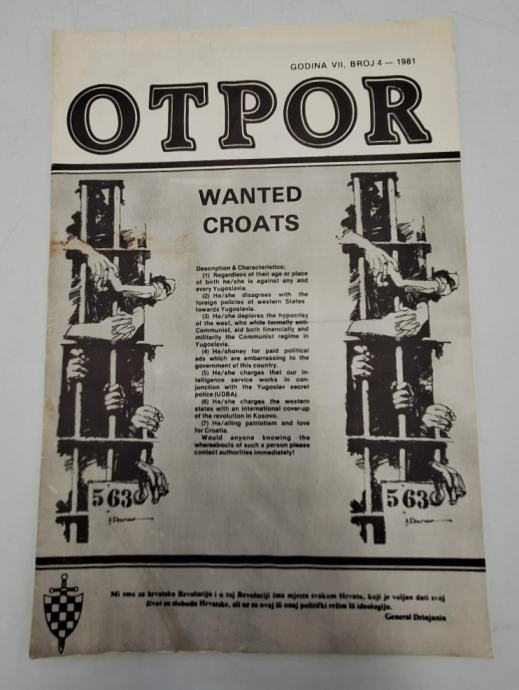 GODINA VII, BROJ 4 — 1981
OTPOR
WANTED
CROATS
Description & Characteristics:
(1) Regardless of their age or place
of birth he/she is against any and
every Yugoslavia.
(2) He/she disagrees with the
foreign policies of western States
towards Yugoslavia.
(3) He/she deplores the hypocrisy
of the west, who while formally anti-
Communist, aid both financially and
militarily the Communist regime in
Yugoslavia.
(4) He/shoney for paid political
ads which are embarrassing to the
government of this country.
(5) He/she charges that our in-
telligence service works in con-
junction with the Yugoslav secret
police (UDBA).
(6) He/she charges the western
states with an international cover-up
of the revolution in Kosovo.
(7) He/alling patriotism and love
for Croatia.
Would anyone knowing the
whereabouts of such a person please
contact authorities immediately!
563
563
Mi smo za hrvatsku Revoluciju i u toj Revoluciji ima mjesta svakom Hrvatu, koji je voljan dati svoj
život za slobodu Hrvatske, ali ne za ovaj ili onaj politički režim ili ideologiju.
General Drinjanin